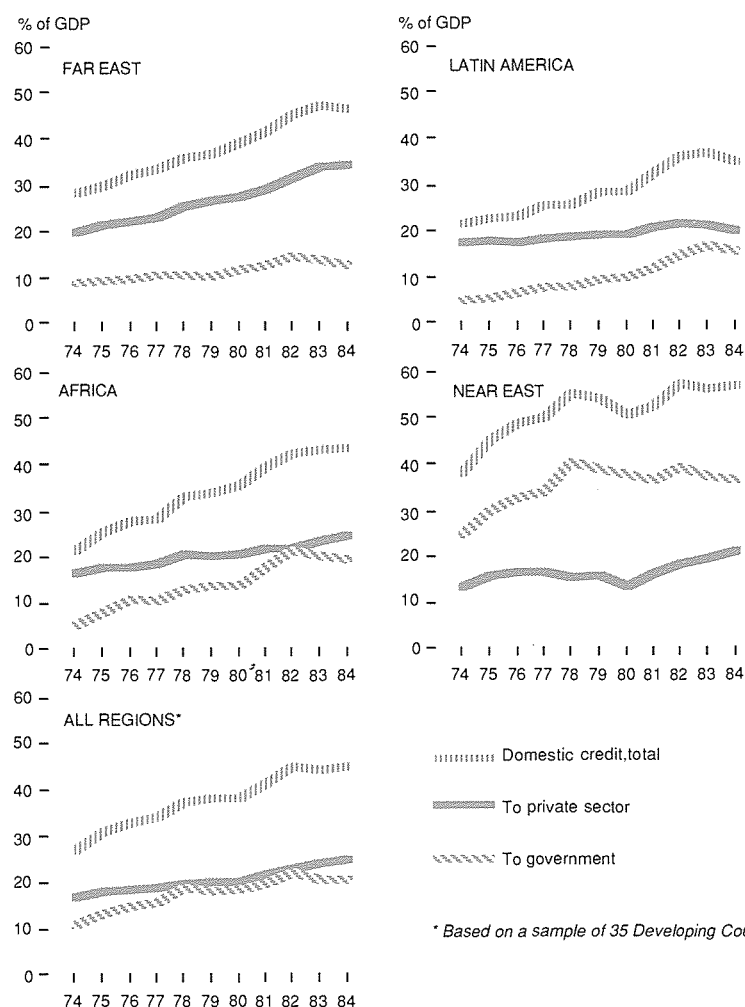 % of GDP
60
FAR EAST
50
40
30
20
10
0
74 75 76 77 78 79 80 81 82 83 84
% of GDP
60
LATIN AMERICA
50
40
30
20
10
0
74 75 76 77 78 79 80 81 82 83 84
60
AFRICA
50
40
30
20
10
0
74 75 76 77 78 79 80 81 82 83 84
60
NEAR EAST
50
40
30
20
10
0
74 75 76 77 78 79 80 81 82 83 84
60
ALL REGIONS*
50
40
30
20
10
0
74 75 76 77 78 79 80 81 82 83 84
Domestic credit,total
To private sector
To government
* Based on a sample of 35 Developing